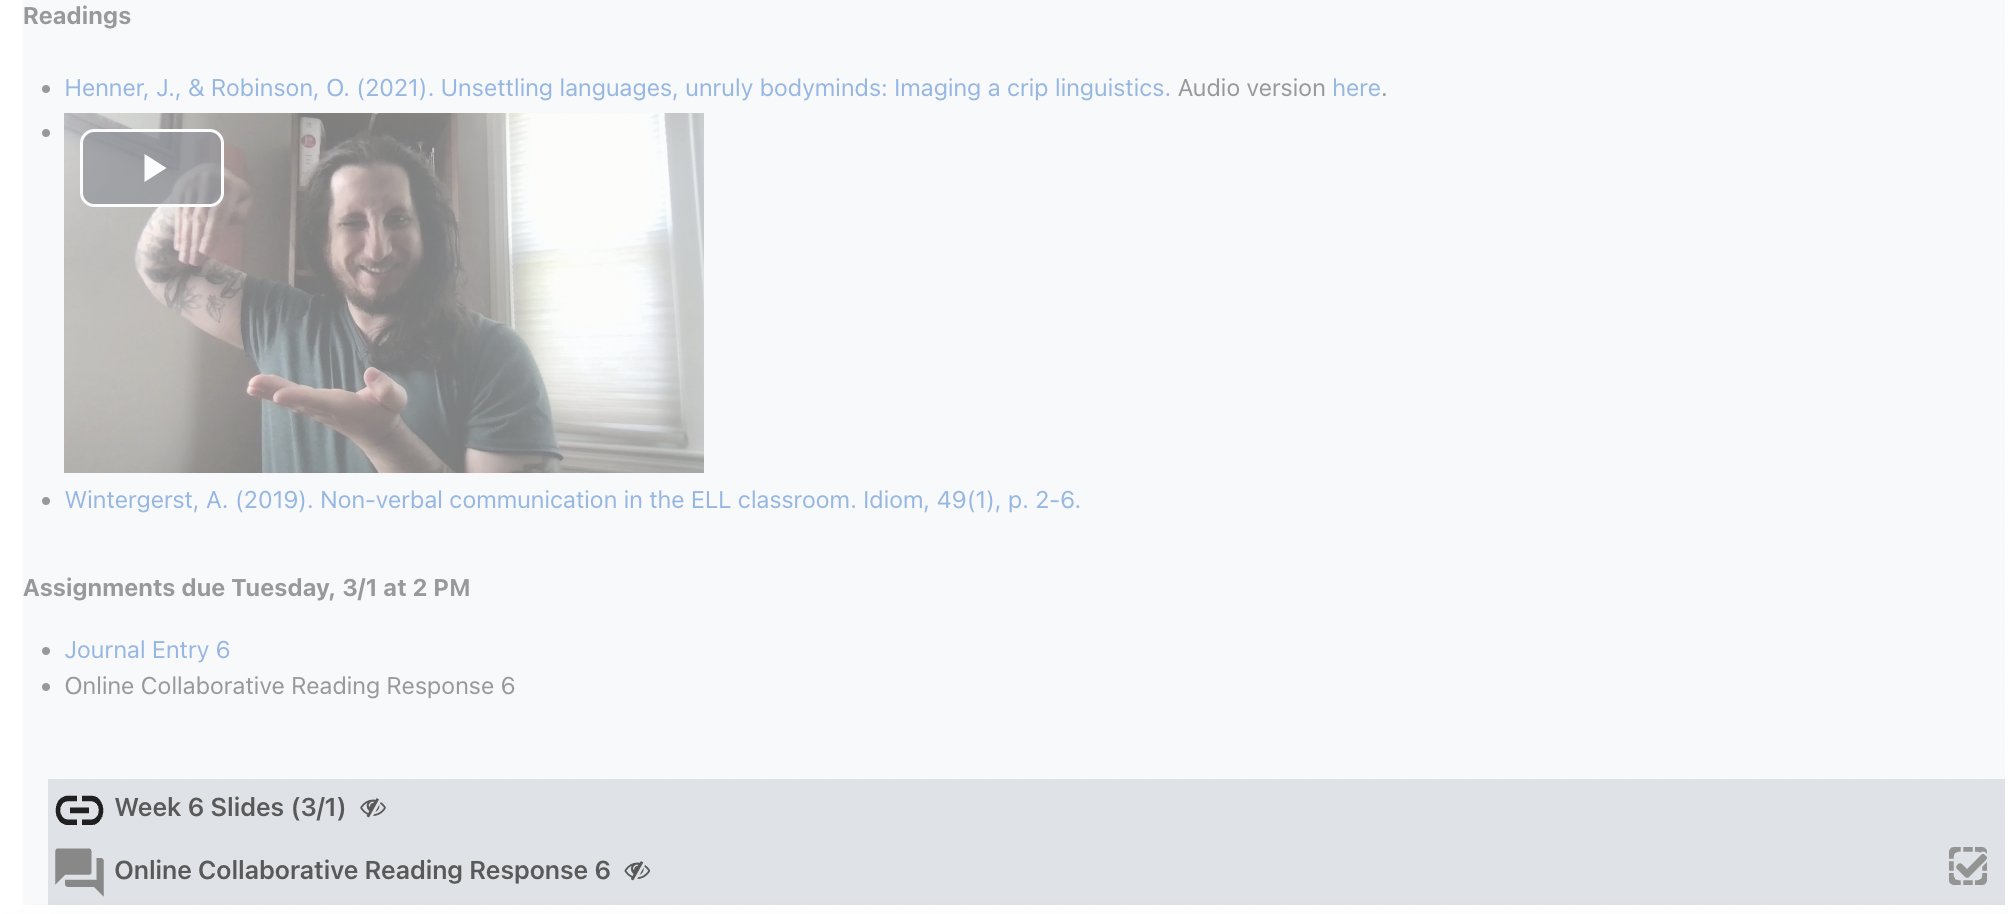 Readings
Henner, J., & Robinson, O. (2021). Unsettling languages, unruly bodyminds: Imaging a crip linguistics. Audio version here.
Wintergerst, A. (2019). Non-verbal communication in the ELL classroom. Idiom, 49(1), p. 2-6.
Assignments due Tuesday, 3/1 at 2 PM
Journal Entry 6
Online Collaborative Reading Response 6
Week 6 Slides (3/1)
Online Collaborative Reading Response 6